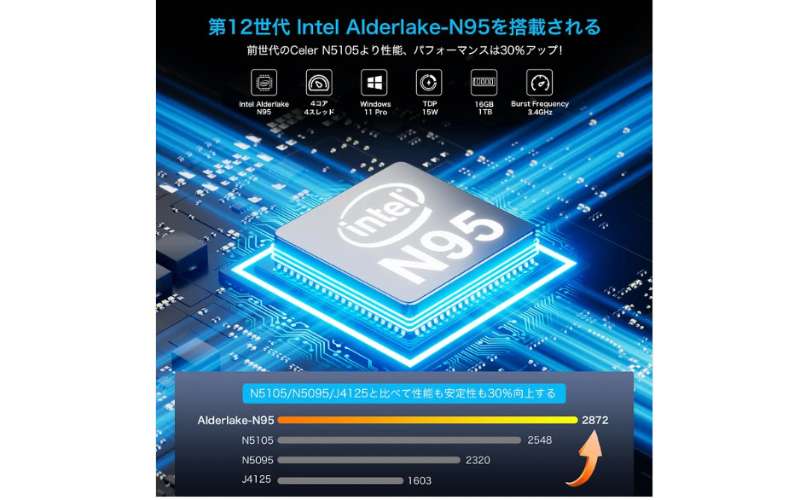 第12世代 Intel Alderlake-N95を搭載される
前世代のCeler N5105より性能、パフォーマンスは30%アップ!
Intel Alderlake
N95
4コア
4スレッド
Windows
11 Pro
TDP
15W
16GB
1TB
Burst Frequency
3.4GHz
intel
N95
N5105/N5095/J4125と比べて性能も安定性も30%向上する
Alderlake-N95 2872
N5105 2548
N5095 2320
J4125 1603